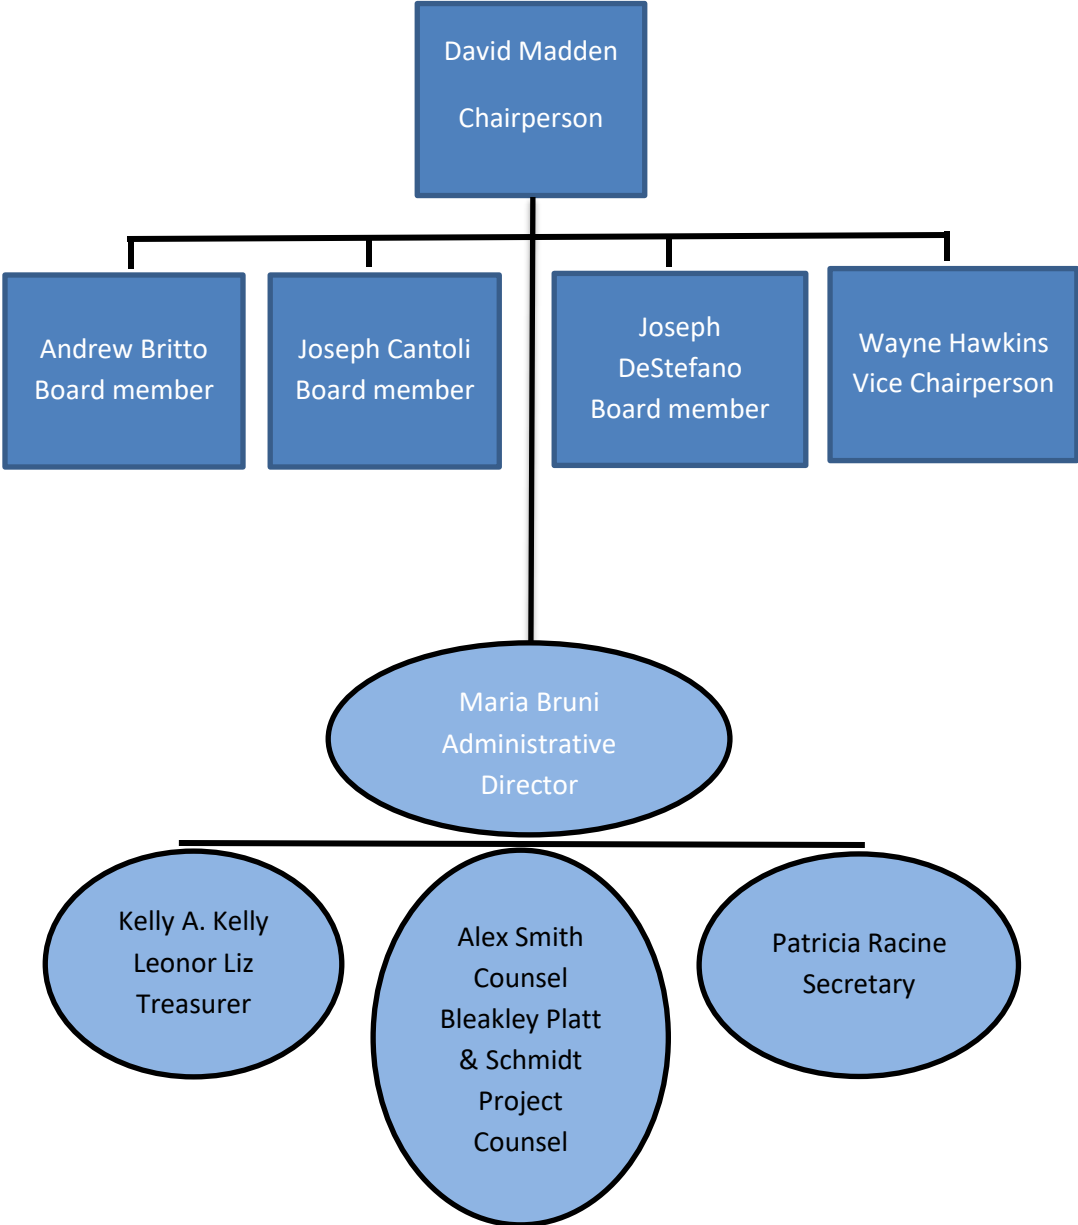 David Madden
Chairperson
Andrew Britto
Board member
Joseph Cantoli
Board member
Joseph
DeStefano
Board member
Wayne Hawkins
Vice Chairperson
Maria Bruni
Administrative
Director
Kelly A. Kelly
Leonor Liz
Treasurer
Alex Smith
Counsel
Bleakley Platt
& Schmidt
Project
Counsel
Patricia Racine
Secretary